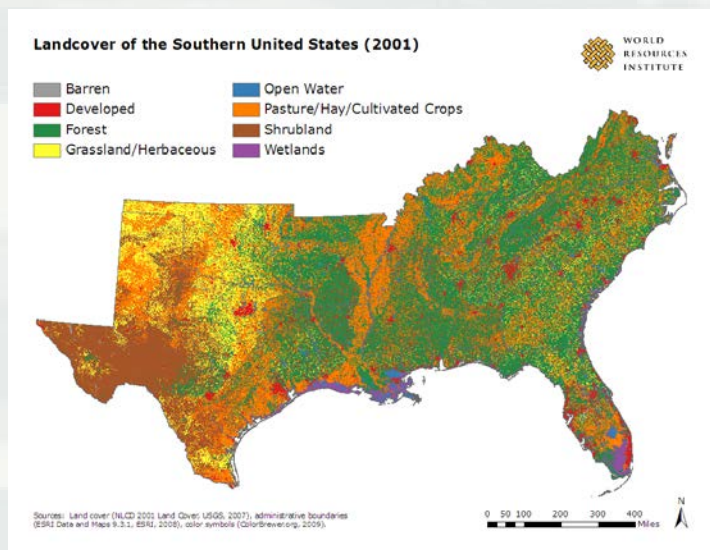 Landcover of the Southern United States (2001)
WORLD
RESOURCES
INSTITUTE
Barren
Developed
Forest
Grassland/Herbaceous
Open Water
Pasture/Hay/Cultivated Crops
Shrubland
Wetlands
Sources: Land cover (NLCD 2001 Land Cover, USGS, 2007), administrative boundaries
(ESRI Data and Maps 9.3.1, ESRI, 2008), color symbols (ColorBrewer.org, 2009).
0 50 100 200 300 400
Miles
N